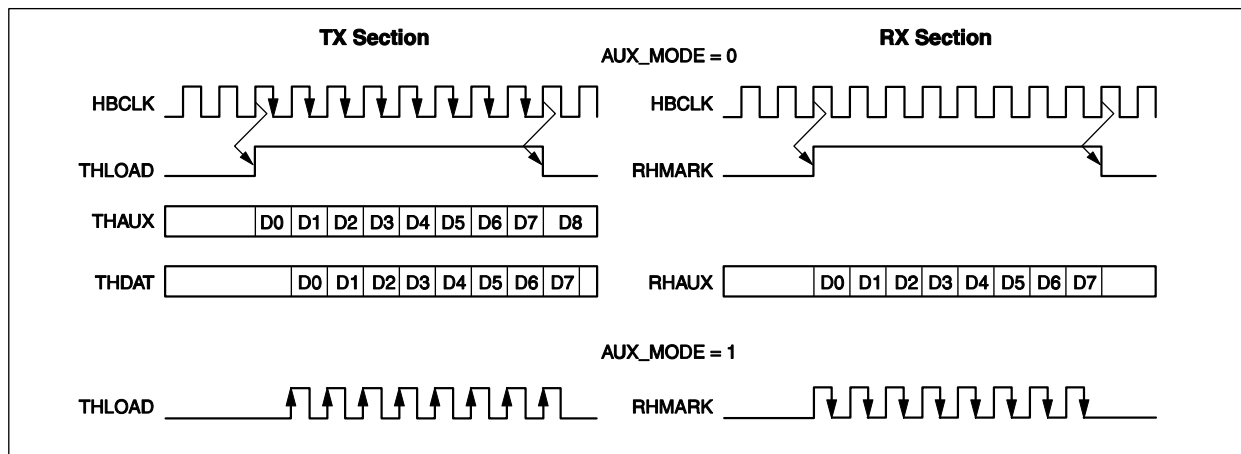 TX Section
RX Section
AUX_MODE = 0
HBCLK
HBCLK
THLOAD
RHMARK
THAUX
D0 D1 D2 D3 D4 D5 D6 D7 D8
THDAT
D0 D1 D2 D3 D4 D5 D6 D7
RHAUX
D0 D1 D2 D3 D4 D5 D6 D7
AUX_MODE = 1
THLOAD
RHMARK